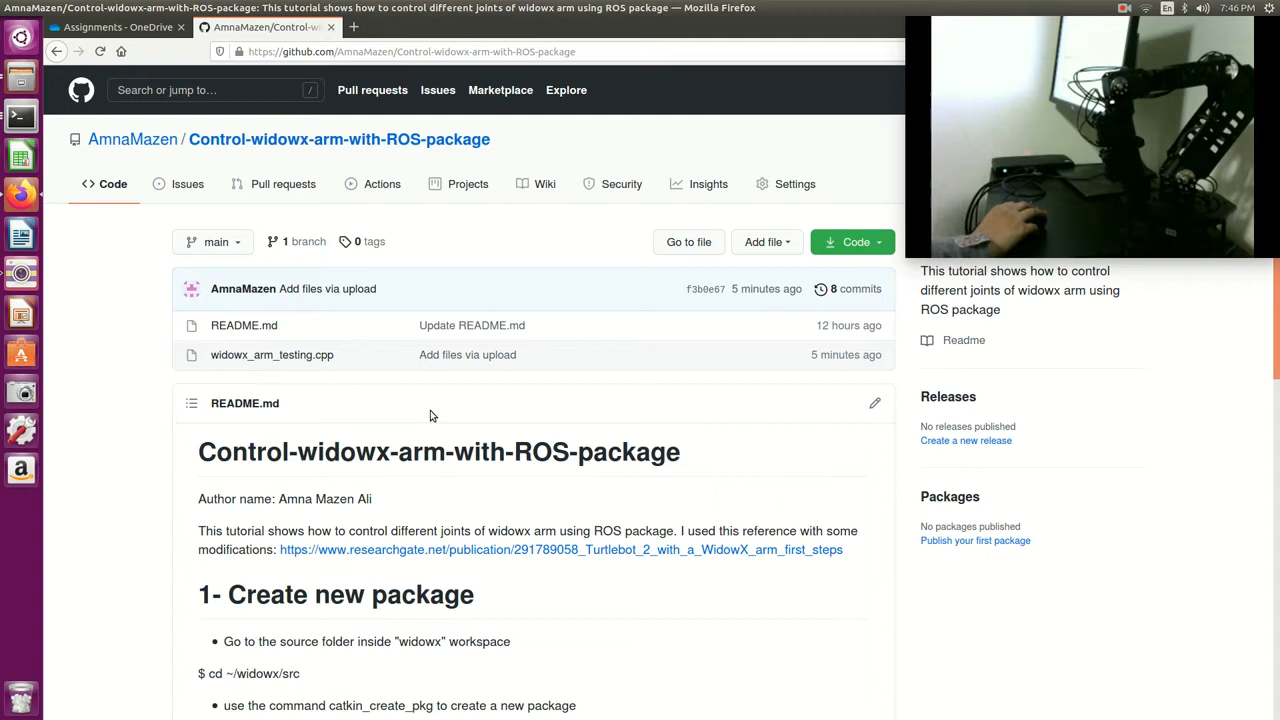 AmnaMazen/Control-widowx-arm-with-ROS-package: This tutorial shows how to control different joints of widowx arm using ROS package — Mozilla Firefox
En
7:46 PM
Assignments - OneDrive
AmnaMazen/Control-wi
https://github.com/AmnaMazen/Control-widowx-arm-with-ROS-package
Search or jump to…
/
Pull requests
Issues
Marketplace
Explore
AmnaMazen / Control-widowx-arm-with-ROS-package
Code
Issues
Pull requests
Actions
Projects
Wiki
Security
Insights
Settings
main
1 branch
0 tags
Go to file
Add file
Code
AmnaMazen Add files via upload
f3b0e67 5 minutes ago
8 commits
README.md
Update README.md
12 hours ago
widowx_arm_testing.cpp
Add files via upload
5 minutes ago
README.md
Control-widowx-arm-with-ROS-package
Author name: Amna Mazen Ali
This tutorial shows how to control different joints of widowx arm using ROS package. I used this reference with some
modifications: https://www.researchgate.net/publication/291789058_Turtlebot_2_with_a_WidowX_arm_first_steps
1- Create new package
• Go to the source folder inside "widowx" workspace
$ cd ~/widowx/src
• use the command catkin_create_pkg to create a new package
This tutorial shows how to control
different joints of widowx arm using
ROS package
Readme
Releases
No releases published
Create a new release
Packages
No packages published
Publish your first package